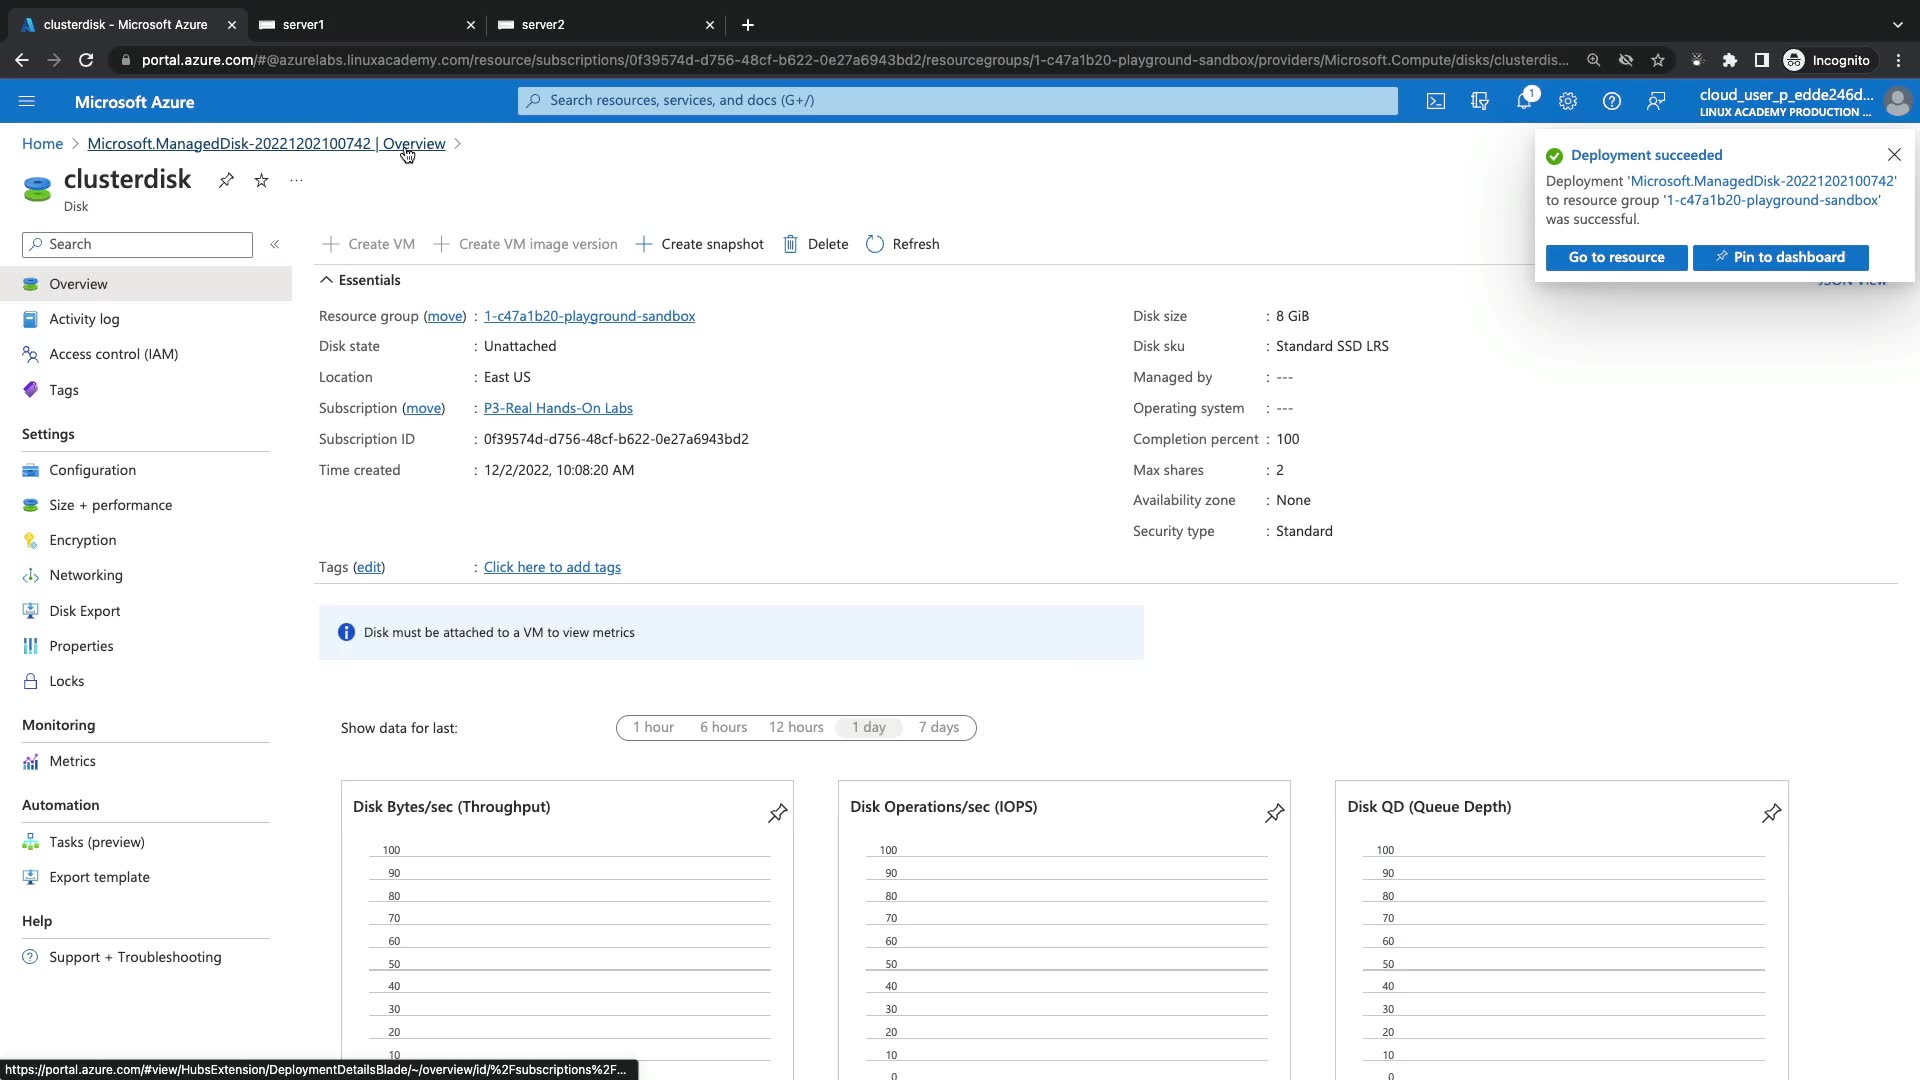 clusterdisk - Microsoft Azure
server1
server2
portal.azure.com/#@azurelabs.linuxacademy.com/resource/subscriptions/0f39574d-d756-48cf-b622-0e27a6943bd2/resourcegroups/1-c47a1b20-playground-sandbox/providers/Microsoft.Compute/disks/clusterdis...
Incognito
Microsoft Azure
Search resources, services, and docs (G+/)
1
cloud_user_p_edde246d...
LINUX ACADEMY PRODUCTION ...
Home > Microsoft.ManagedDisk-20221202100742 | Overview >
clusterdisk
...
Disk
Deployment succeeded
Deployment 'Microsoft.ManagedDisk-20221202100742'
to resource group '1-c47a1b20-playground-sandbox'
was successful.
Go to resource
Pin to dashboard
JSON View
Search
«
Overview
Activity log
Access control (IAM)
Tags
Settings
Configuration
Size + performance
Encryption
Networking
Disk Export
Properties
Locks
Monitoring
Metrics
Automation
Tasks (preview)
Export template
Help
Support + Troubleshooting
Create VM
Create VM image version
Create snapshot
Delete
Refresh
Essentials
Resource group (move) : 1-c47a1b20-playground-sandbox
Disk state : Unattached
Location : East US
Subscription (move) : P3-Real Hands-On Labs
Subscription ID : 0f39574d-d756-48cf-b622-0e27a6943bd2
Time created : 12/2/2022, 10:08:20 AM
Disk size : 8 GiB
Disk sku : Standard SSD LRS
Managed by : ---
Operating system : ---
Completion percent : 100
Max shares : 2
Availability zone : None
Security type : Standard
Tags (edit) : Click here to add tags
Disk must be attached to a VM to view metrics
Show data for last:
1 hour
6 hours
12 hours
1 day
7 days
Disk Bytes/sec (Throughput)
100
90
80
70
60
50
40
30
20
10
Disk Operations/sec (IOPS)
100
90
80
70
60
50
40
30
20
10
0
Disk QD (Queue Depth)
100
90
80
70
60
50
40
30
20
10
0
https://portal.azure.com/#view/HubsExtension/DeploymentDetailsBlade/~/overview/id/%2Fsubscriptions%2F...